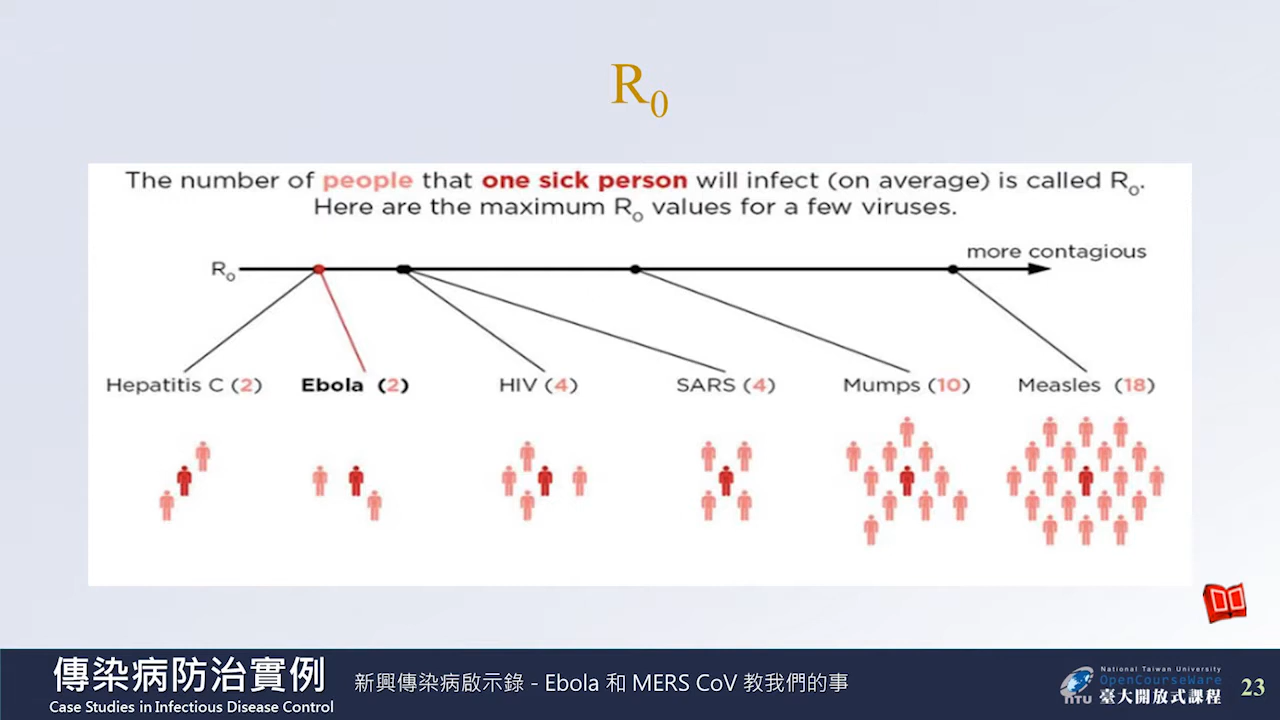 R₀
The number of people that one sick person will infect (on average) is called R₀.
Here are the maximum R₀ values for a few viruses.
more contagious
R₀
Hepatitis C (2) Ebola (2) HIV (4) SARS (4) Mumps (10) Measles (18)
傳染病防治實例
Case Studies in Infectious Disease Control
新興傳染病啟示錄 - Ebola 和 MERS CoV 教我們的事
NTU
National Taiwan University
OpenCourseWare
臺大開放式課程
23